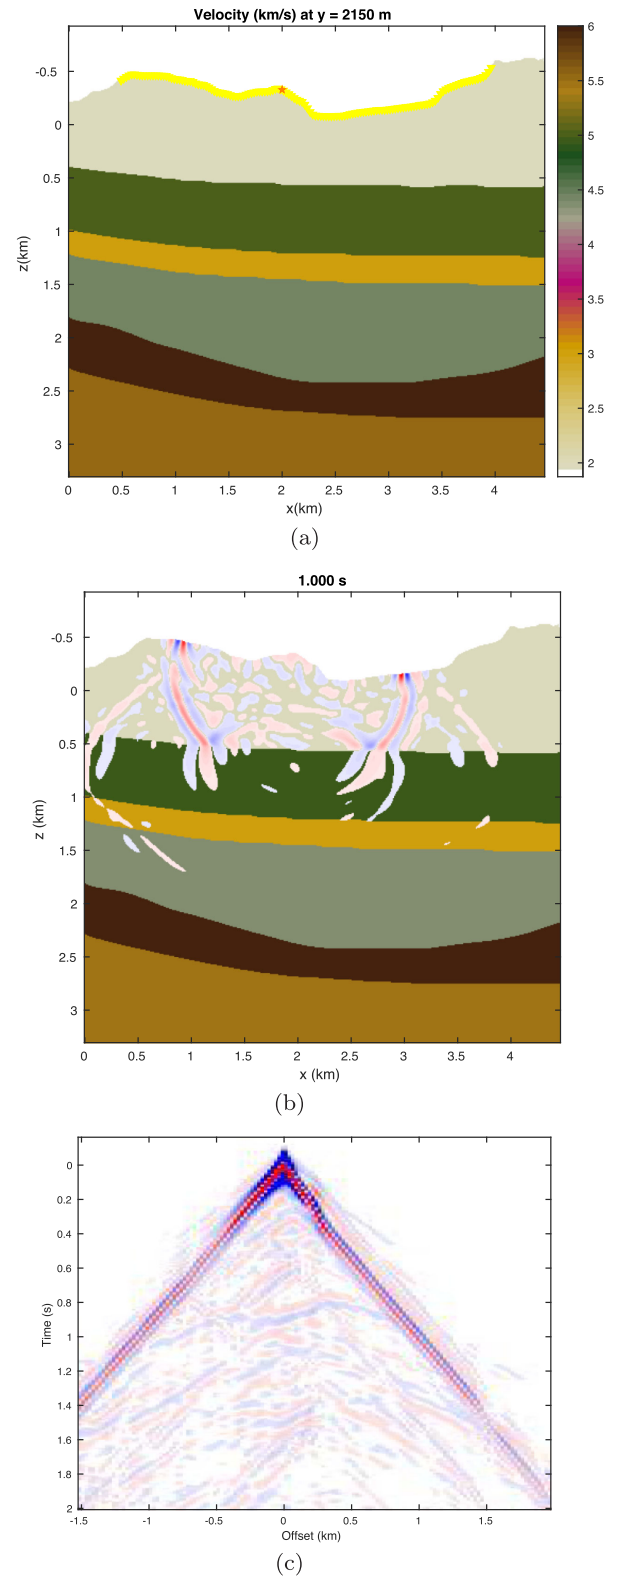 Velocity (km/s) at y = 2150 m
-0.5
0
0.5
1
1.5
2
2.5
3
z(km)
0 0.5 1 1.5 2 2.5 3 3.5 4
x(km)
6
5.5
5
4.5
4
3.5
3
2.5
2
(a)
1.000 s
-0.5
0
0.5
1
1.5
2
2.5
3
z (km)
0 0.5 1 1.5 2 2.5 3 3.5 4
x (km)
(b)
0
0.2
0.4
0.6
0.8
1
1.2
1.4
1.6
1.8
2
Time (s)
-1.5 -1 -0.5 0 0.5 1 1.5
Offset (km)
(c)